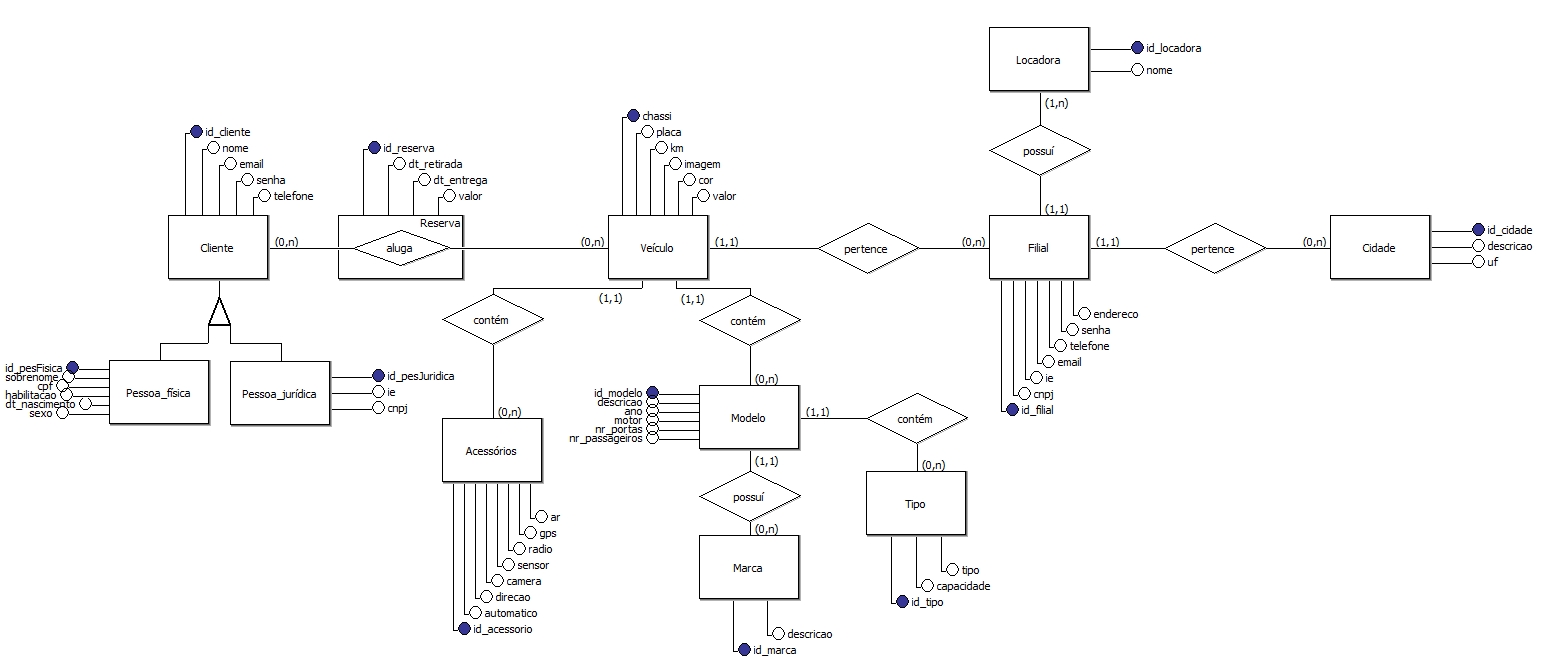 Locadora
id_locadora
nome
(1,n)
possuí
(1,1)
id_cliente
nome
email
senha
telefone
Cliente
(0,n)
id_reserva
dt_retirada
dt_entrega
valor
Reserva
aluga
(0,n)
chassi
placa
km
imagem
cor
valor
Veículo
(1,1)
pertence
(0,n)
Filial
(1,1)
pertence
(0,n)
Cidade
id_cidade
descricao
uf
endereco
senha
telefone
email
ie
cnpj
id_filial
id_pesFisica
sobrenome
cpf
habilitacao
dt_nascimento
sexo
Pessoa_física
Pessoa_jurídica
id_pesJuridica
ie
cnpj
(1,1)
contém
(0,n)
Acessórios
ar
gps
radio
sensor
camera
direcao
automatico
id_acessorio
(1,1)
contém
(0,n)
id_modelo
descricao
ano
motor
nr_portas
nr_passageiros
Modelo
(1,1)
contém
(0,n)
Tipo
tipo
capacidade
id_tipo
(1,1)
possuí
(0,n)
Marca
descricao
id_marca